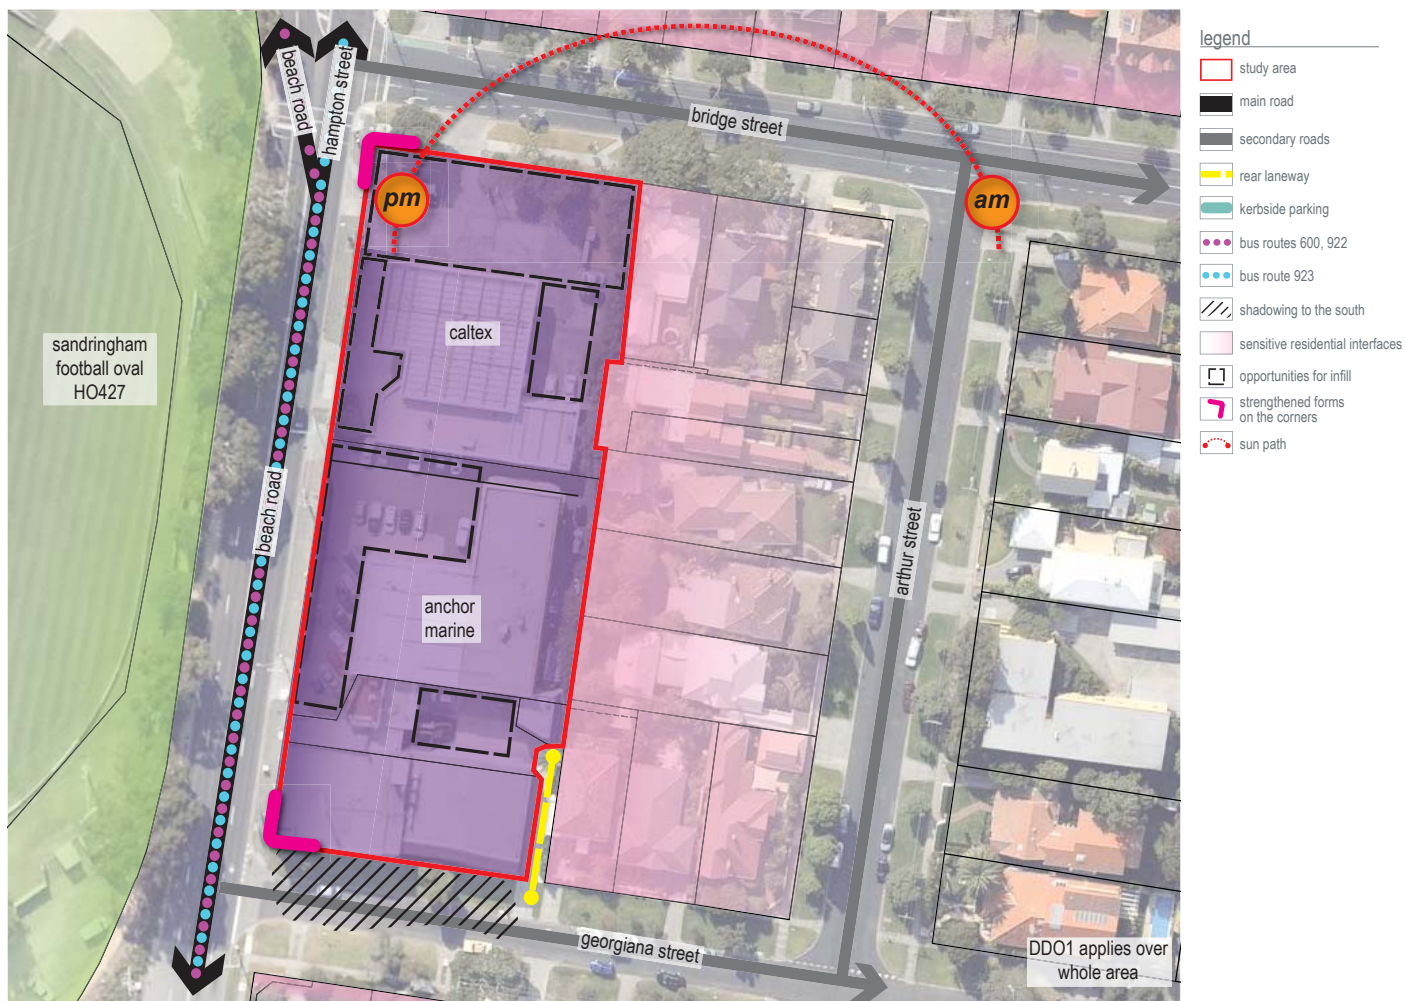 beach road
hampton street
bridge street
pm
am
caltex
sandringham
football oval
HO427
beach road
anchor
marine
arthur street
georgiana street
DDO1 applies over
whole area
legend
study area
main road
secondary roads
rear laneway
kerbside parking
bus routes 600, 922
bus route 923
shadowing to the south
sensitive residential interfaces
opportunities for infill
strengthened forms
on the corners
sun path